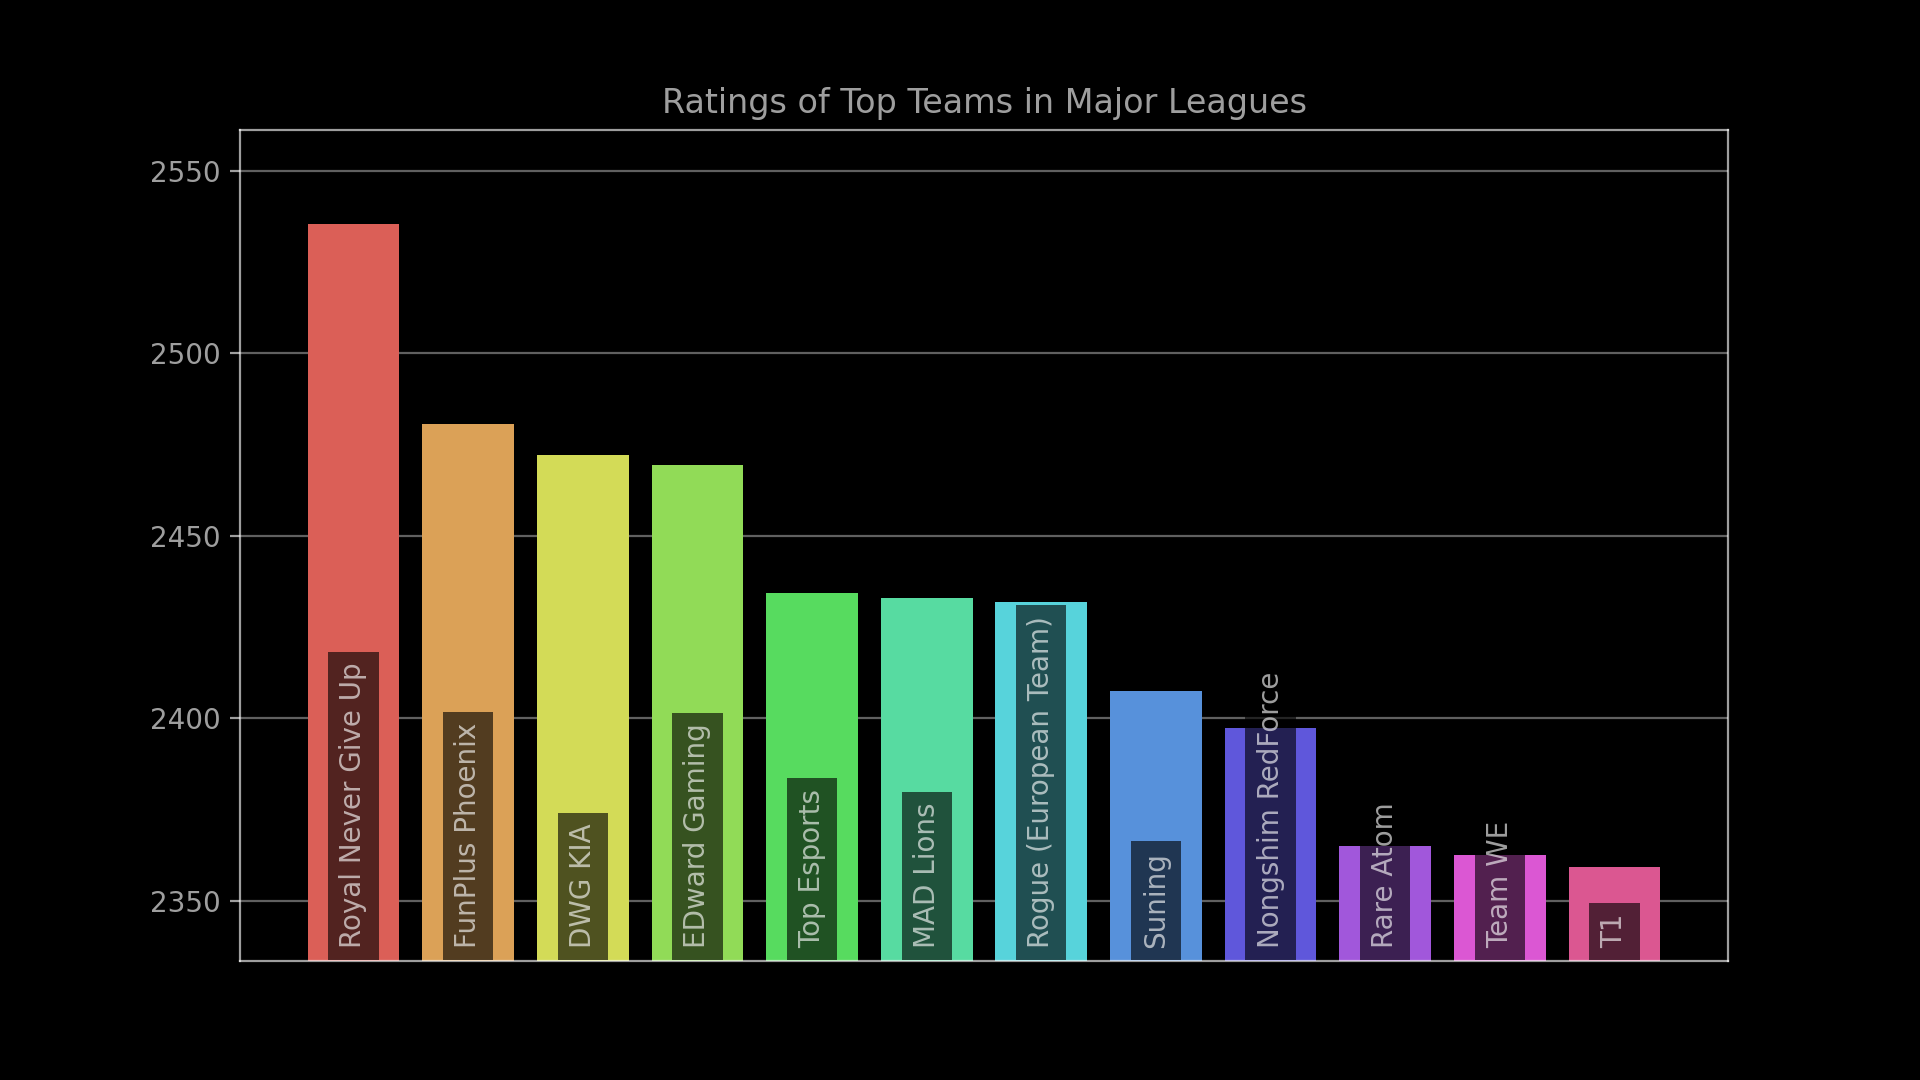 Ratings of Top Teams in Major Leagues
2550
2500
2450
2400
2350
Royal Never Give Up
FunPlus Phoenix
DWG KIA
EDward Gaming
Top Esports
MAD Lions
Rogue (European Team)
Suning
Nongshim RedForce
Rare Atom
Team WE
T1